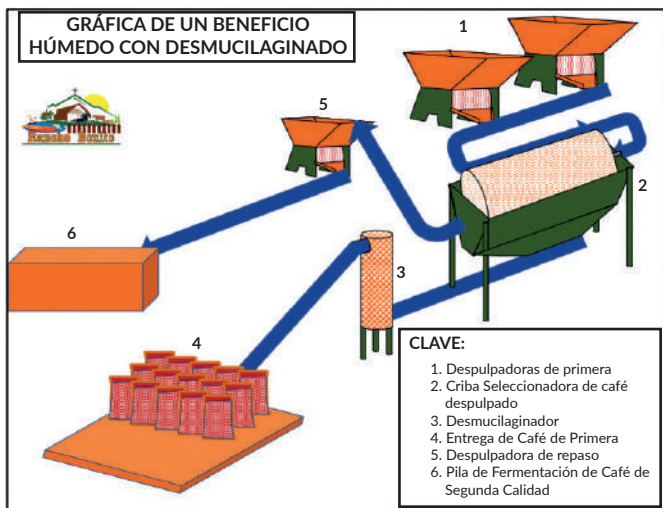 GRÁFICA DE UN BENEFICIO
HÚMEDO CON DESMUCILAGINADO
Rancho Bonito
1
5
2
6
3
4
CLAVE:
1. Despulpadoras de primera
2. Criba Seleccionadora de café
despulpado
3. Desmucilaginador
4. Entrega de Café de Primera
5. Despulpadora de repaso
6. Pila de Fermentación de Café de
Segunda Calidad